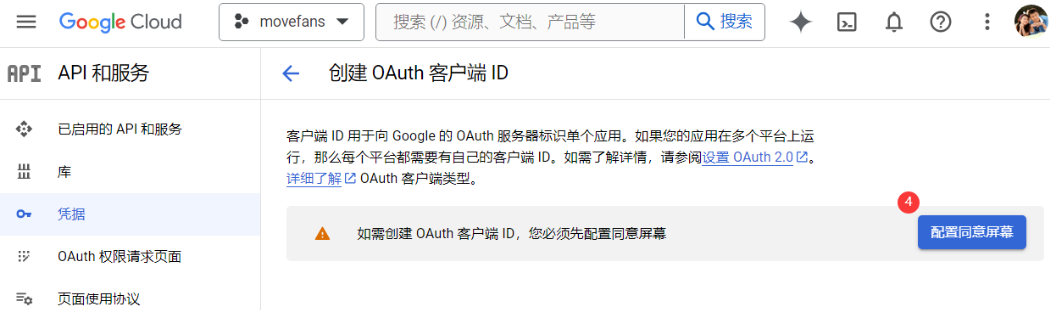 Google Cloud
movefans
搜索 (/) 资源、文档、产品等
搜索
API
API 和服务
创建 OAuth 客户端 ID
已启用的 API 和服务
库
凭据
OAuth 权限请求页面
页面使用协议
客户端 ID 用于向 Google 的 OAuth 服务器标识单个应用。如果您的应用在多个平台上运
行，那么每个平台都需要有自己的客户端 ID。如需了解详情，请参阅设置 OAuth 2.0。
详细了解 OAuth 客户端类型。
4
如需创建 OAuth 客户端 ID，您必须先配置同意屏幕
配置同意屏幕